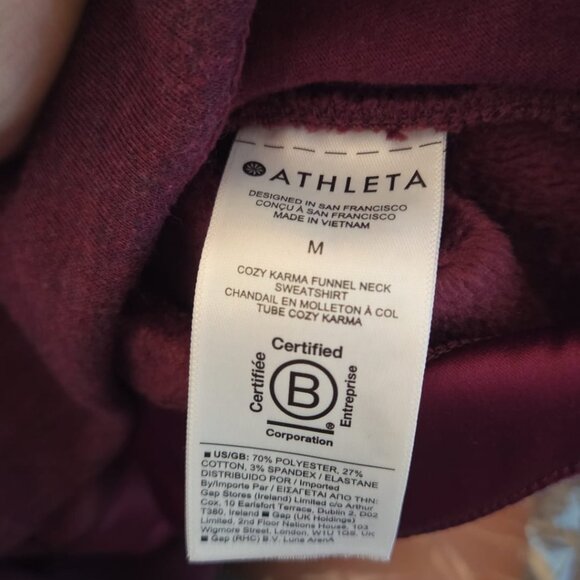 ATHLETA
DESIGNED IN SAN FRANCISCO
CONÇU À SAN FRANCISCO
MADE IN VIETNAM
M
COZY KARMA FUNNEL NECK
SWEATSHIRT
CHANDAIL EN MOLLETON À COL
TUBE COZY KARMA
Certified
Certifiée
B
Entreprise
®
Corporation
■ US/GB: 70% POLYESTER, 27%
COTTON, 3% SPANDEX / ELASTANE
DISTRIBUIDO POR / Imported
By/Importe Par / ΕΙΣΑΓΕΤΑΙ ΑΠΟ ΤΗΝ:
Gap Stores (Ireland) Limited c/o Arthur
Cox, 10 Earlsfort Terrace, Dublin 2, D02
T380, Ireland ■ Gap (UK Holdings)
Limited, 2nd Floor Nations House, 103
Wigmore Street, London, W1U 1QS, UK
■ Gap (RHC) B.V. Luna ArenA